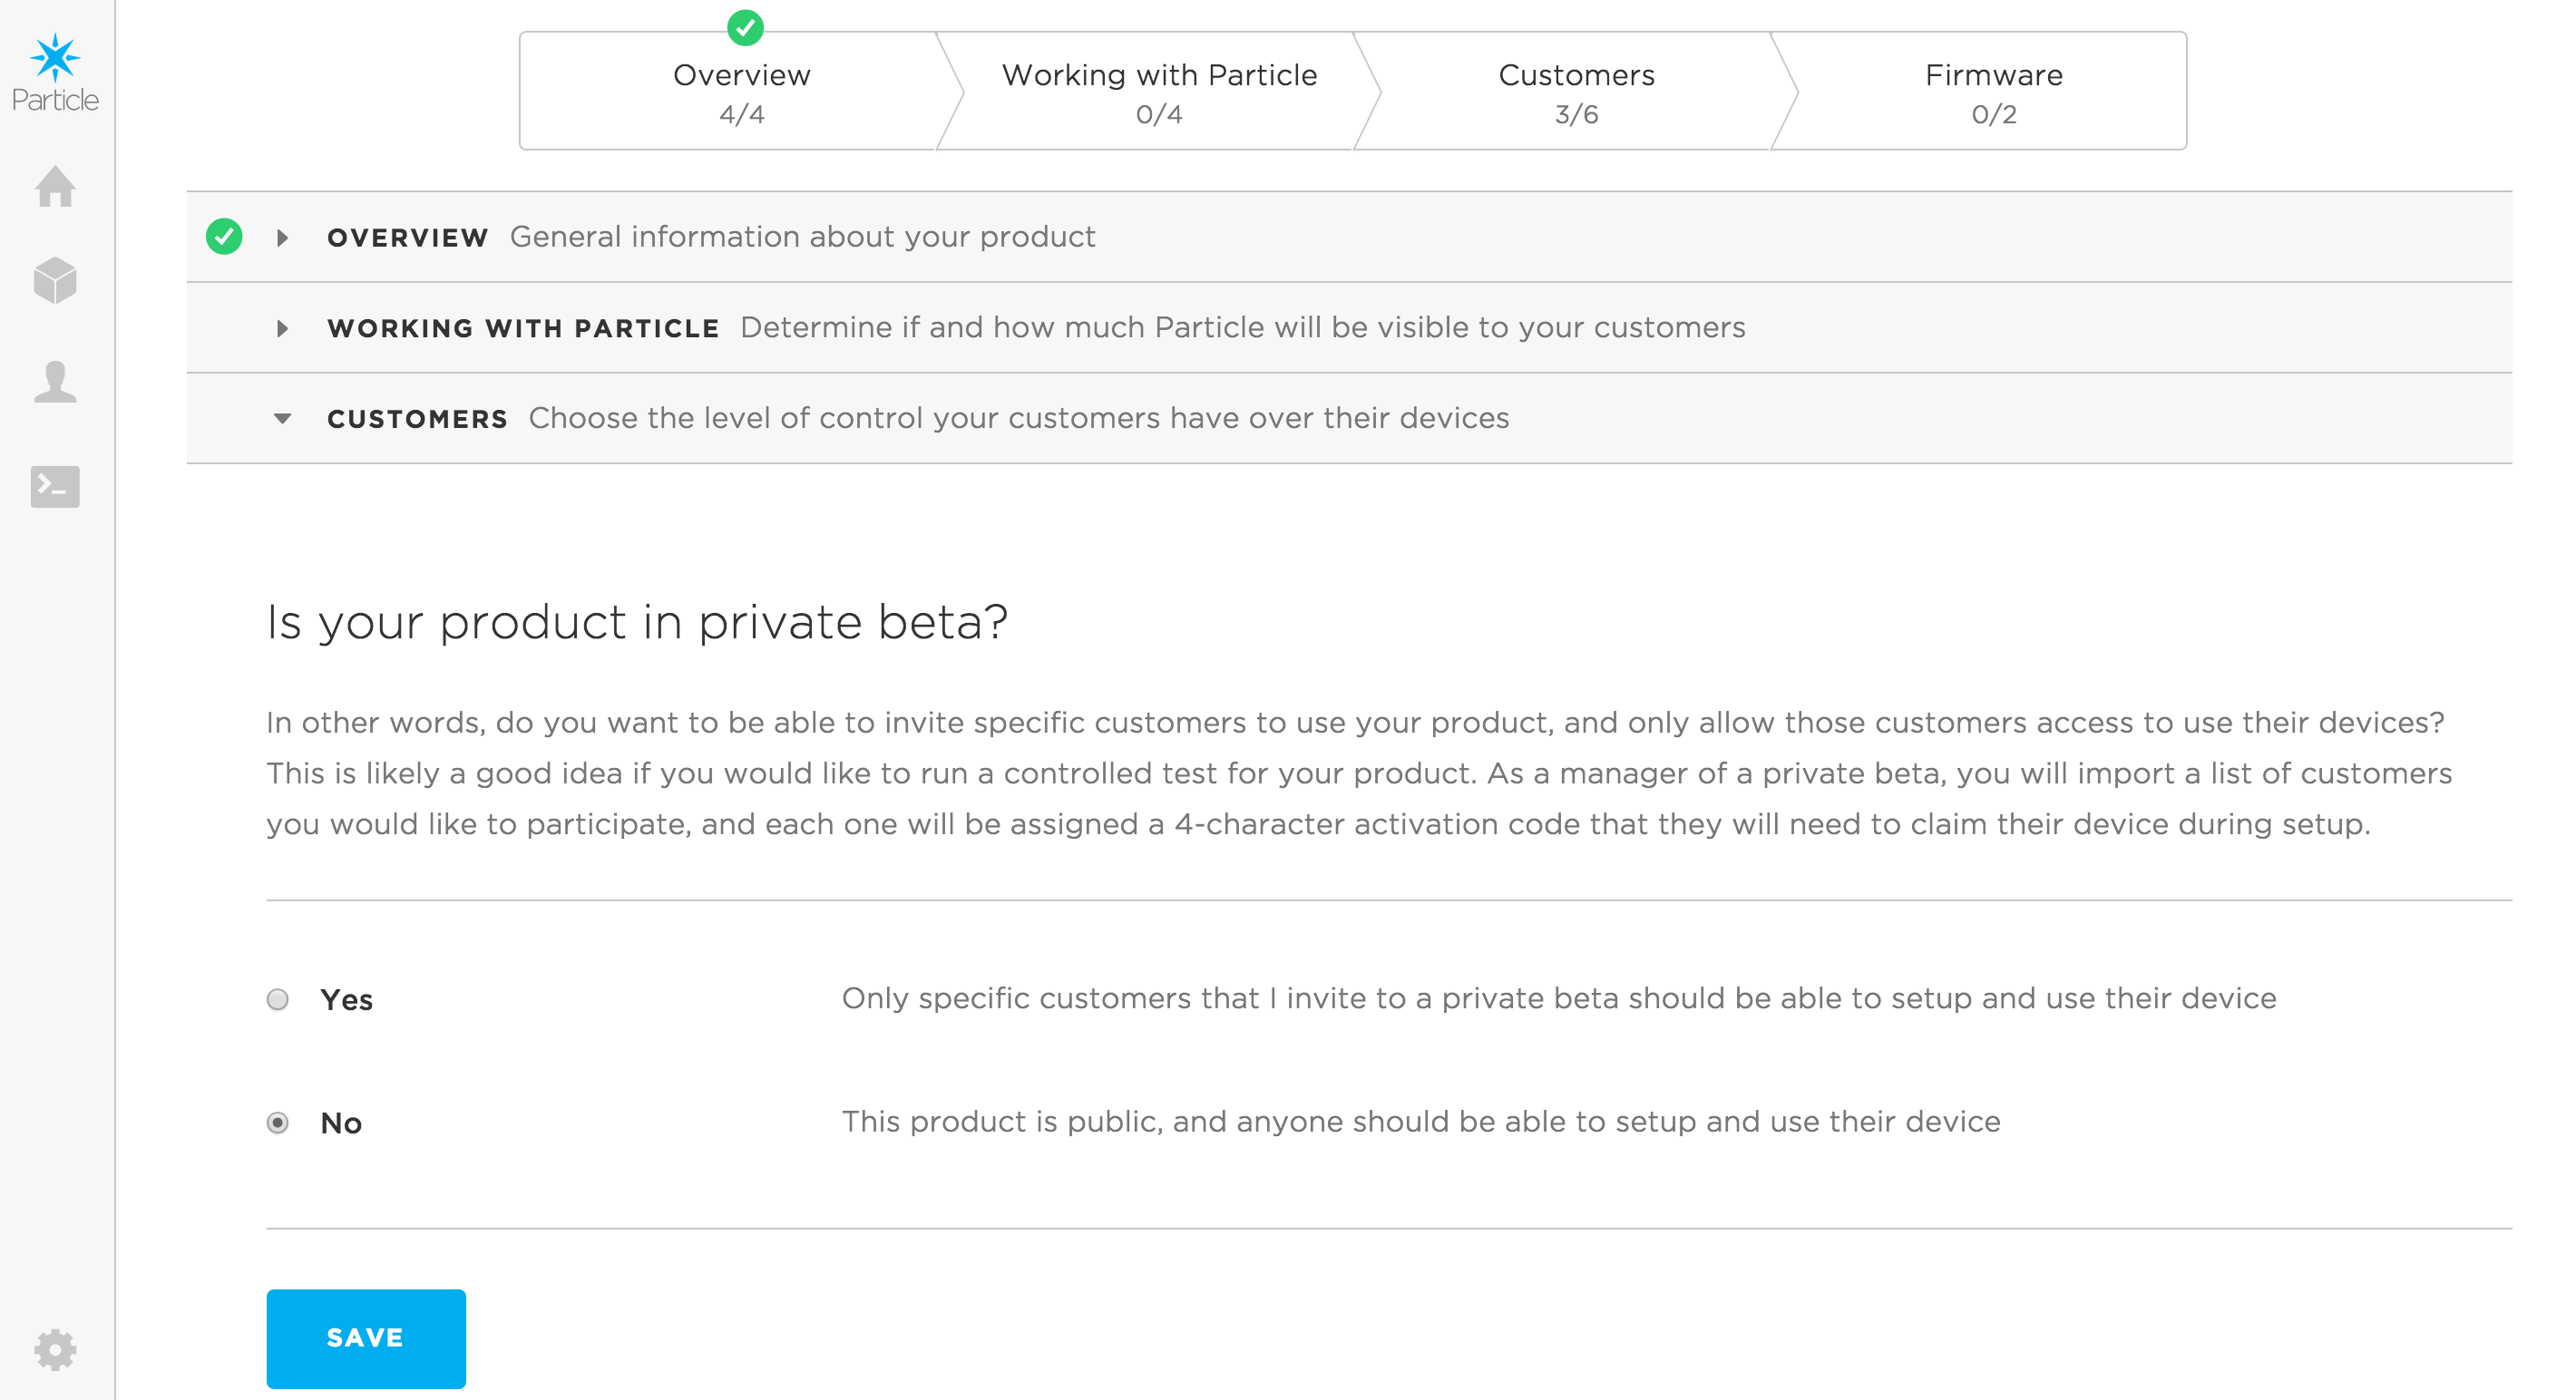 Particle
Overview
4/4
Working with Particle
0/4
Customers
3/6
Firmware
0/2
OVERVIEW General information about your product
WORKING WITH PARTICLE Determine if and how much Particle will be visible to your customers
CUSTOMERS Choose the level of control your customers have over their devices
Is your product in private beta?
In other words, do you want to be able to invite specific customers to use your product, and only allow those customers access to use their devices?
This is likely a good idea if you would like to run a controlled test for your product. As a manager of a private beta, you will import a list of customers
you would like to participate, and each one will be assigned a 4-character activation code that they will need to claim their device during setup.
Yes Only specific customers that I invite to a private beta should be able to setup and use their device
No This product is public, and anyone should be able to setup and use their device
SAVE